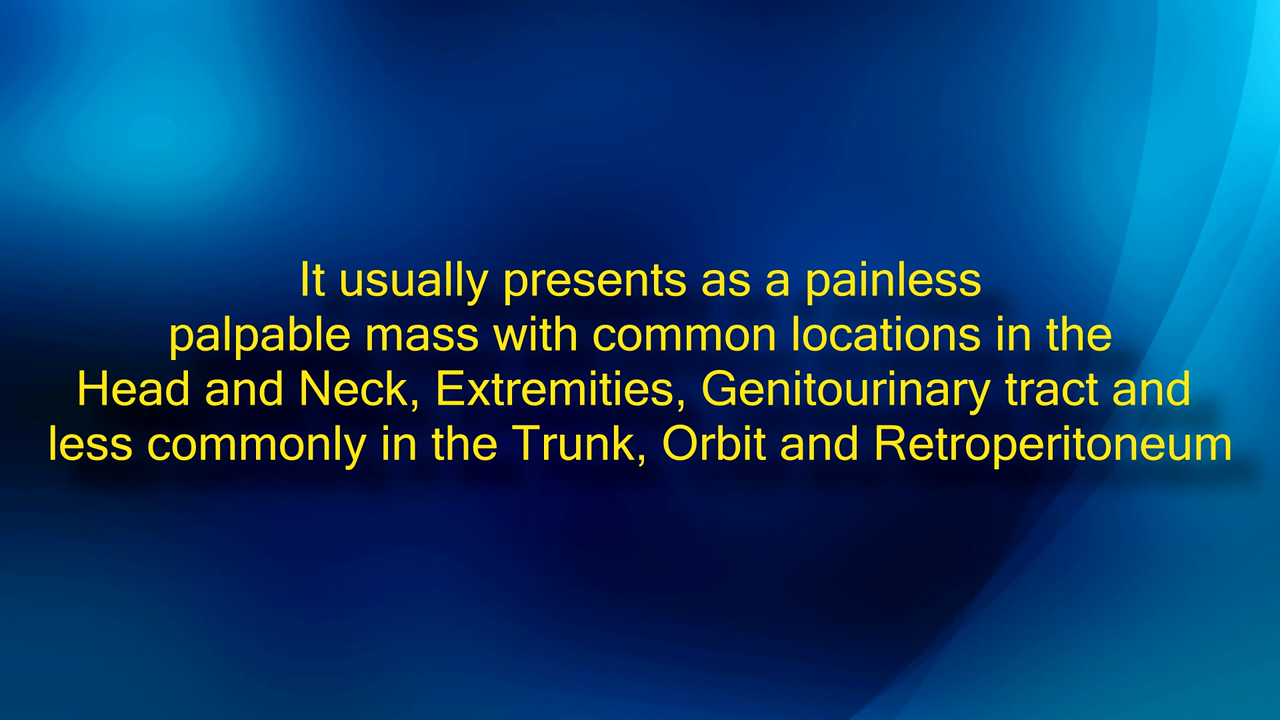 It usually presents as a painless
palpable mass with common locations in the
Head and Neck, Extremities, Genitourinary tract and
less commonly in the Trunk, Orbit and Retroperitoneum